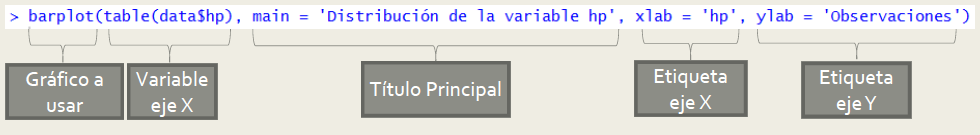 > barplot(table(data$hp), main = 'Distribución de la variable hp', xlab = 'hp', ylab = 'Observaciones')
Gráfico a
usar
Variable
eje X
Título Principal
Etiqueta
eje X
Etiqueta
eje Y